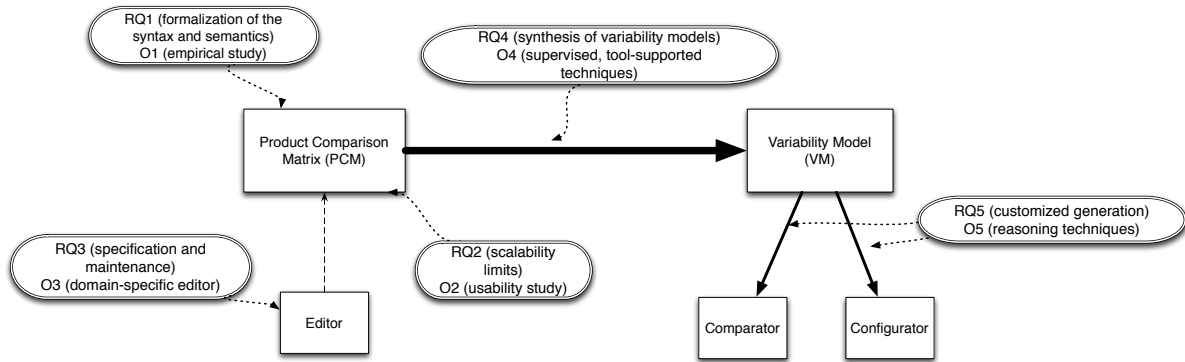 RQ1 (formalization of the
syntax and semantics)
O1 (empirical study)
RQ4 (synthesis of variability models)
O4 (supervised, tool-supported
techniques)
Product Comparison
Matrix (PCM)
Variability Model
(VM)
RQ3 (specification and
maintenance)
O3 (domain-specific editor)
RQ2 (scalability
limits)
O2 (usability study)
RQ5 (customized generation)
O5 (reasoning techniques)
Editor
Comparator
Configurator